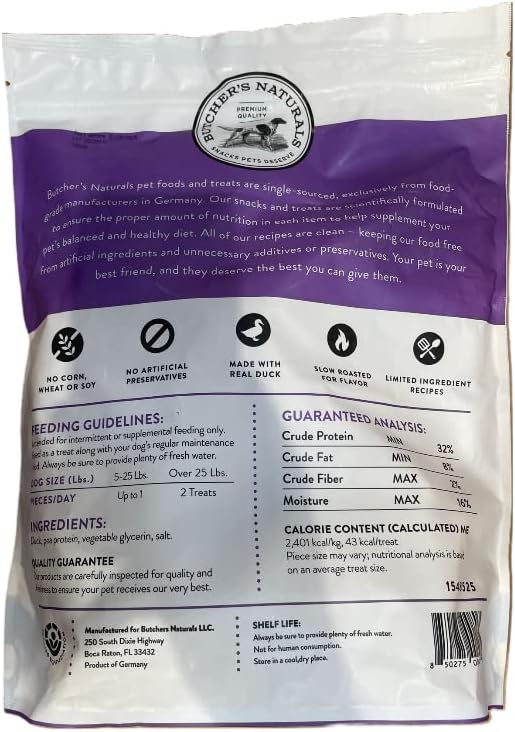 BUTCHER'S NATURALS
PREMIUM
QUALITY
SNACKS PETS DESERVE
Butcher's Naturals pet foods and treats are single-sourced, exclusively from food-
grade manufacturers in Germany. Our snacks and treats are scientifically formulated
to ensure the proper amount of nutrition in each item to help supplement your
pet's balanced and healthy diet. All of our recipes are clean – keeping our food free
from artificial ingredients and unnecessary additives or preservatives. Your pet is your
best friend, and they deserve the best you can give them.
NO CORN,
WHEAT OR SOY
NO ARTIFICIAL
PRESERVATIVES
MADE WITH
REAL DUCK
SLOW ROASTED
FOR FLAVOR
LIMITED INGREDIENT
RECIPES
FEEDING GUIDELINES:
ended for intermittent or supplemental feeding only.
eed as a treat along with your dog's regular maintenance
Always be sure to provide plenty of fresh water.
DOG SIZE (Lbs.) 5-25 Lbs. Over 25 Lbs.
PIECES/DAY Up to 1 2 Treats
INGREDIENTS:
Duck, pea protein, vegetable glycerin, salt.
QUALITY GUARANTEE
Our products are carefully inspected for quality and
to ensure your pet receives our very best.
GUARANTEED ANALYSIS:
Crude Protein MIN 32%
Crude Fat MIN 8%
Crude Fiber MAX 2%
Moisture MAX 16%
CALORIE CONTENT (CALCULATED) ME
2,401 kcal/kg, 43 kcal/treat
Piece size may vary; nutritional analysis is base
on an average treat size.
154|525
Manufactured for Butchers Naturals LLC.
250 South Dixie Highway
Boca Raton, FL 33432
Product of Germany
SHELF LIFE:
Always be sure to provide plenty of fresh water.
Not for human consumption.
Store in a cool,dry place.
8 50275